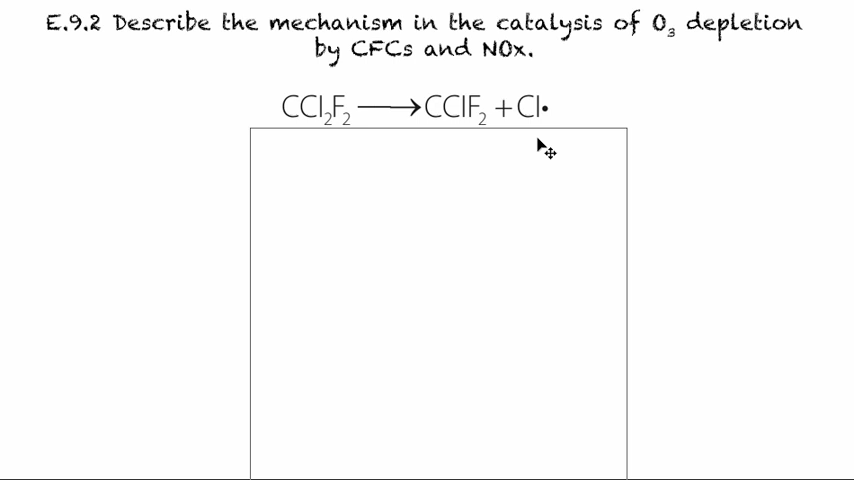 E.9.2 Describe the mechanism in the catalysis of O₃ depletion
by CFCs and NOx.
CCl₂F₂ ⟶ CClF₂ + Cl•